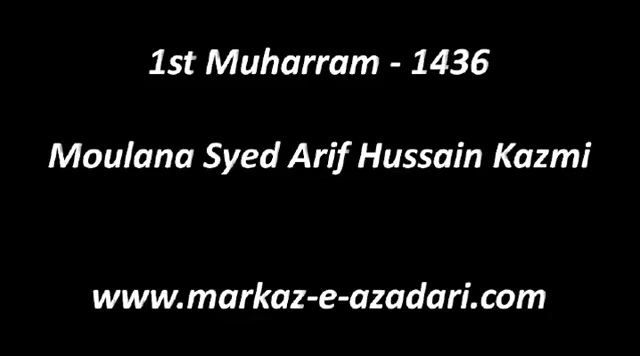 1st Muharram - 1436
Moulana Syed Arif Hussain Kazmi
www.markaz-e-azadari.com